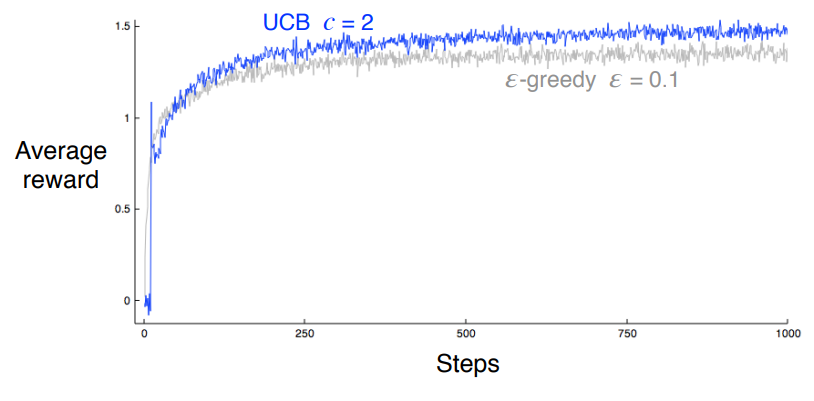 UCB c = 2
1.5
ε-greedy ε = 0.1
1
Average
reward
0.5
0
0 250 500 750 1000
Steps